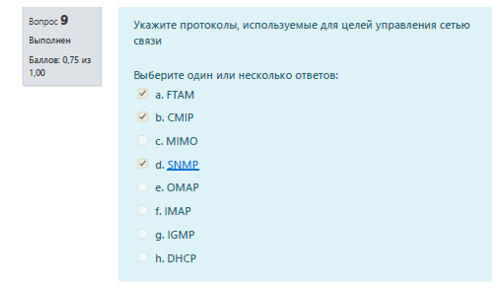 Вопрос 9
Выполнен
Баллов: 0,75 из
1,00
Укажите протоколы, используемые для целей управления сетью
связи
Выберите один или несколько ответов:
a. FTAM
b. CMIP
c. MIMO
d. SNMP
e. OMAP
f. IMAP
g. IGMP
h. DHCP